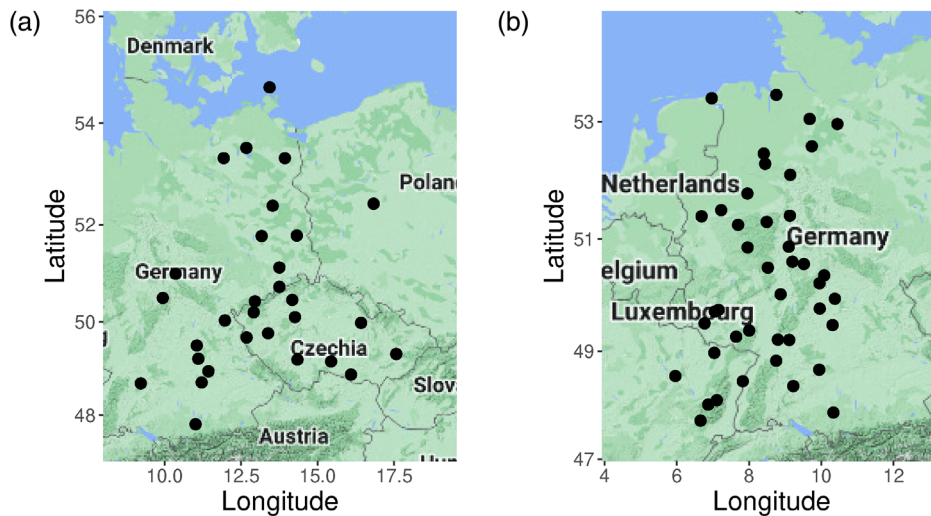 (a)
56
54
52
50
48
Latitude
Denmark
Poland
Germany
Czechia
Slova
Austria
10.0 12.5 15.0 17.5
Longitude
(b)
53
51
49
47
Latitude
Netherlands
Germany
elgium
Luxembourg
4 6 8 10 12
Longitude